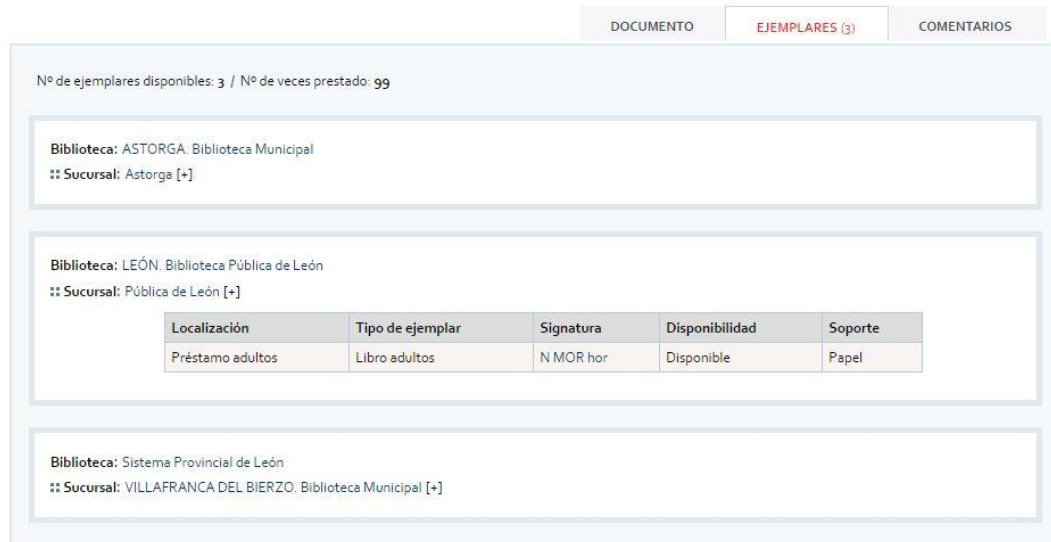 DOCUMENTO EJEMPLARES (3) COMENTARIOS
Nº de ejemplares disponibles: 3 / Nº de veces prestado: 99
Biblioteca: ASTORGA. Biblioteca Municipal
:: Sucursal: Astorga [+]
Biblioteca: LEÓN. Biblioteca Pública de León
:: Sucursal: Pública de León [+]
Localización Tipo de ejemplar Signatura Disponibilidad Soporte
Préstamo adultos Libro adultos N MOR hor Disponible Papel
Biblioteca: Sistema Provincial de León
:: Sucursal: VILLAFRANCA DEL BIERZO. Biblioteca Municipal [+]